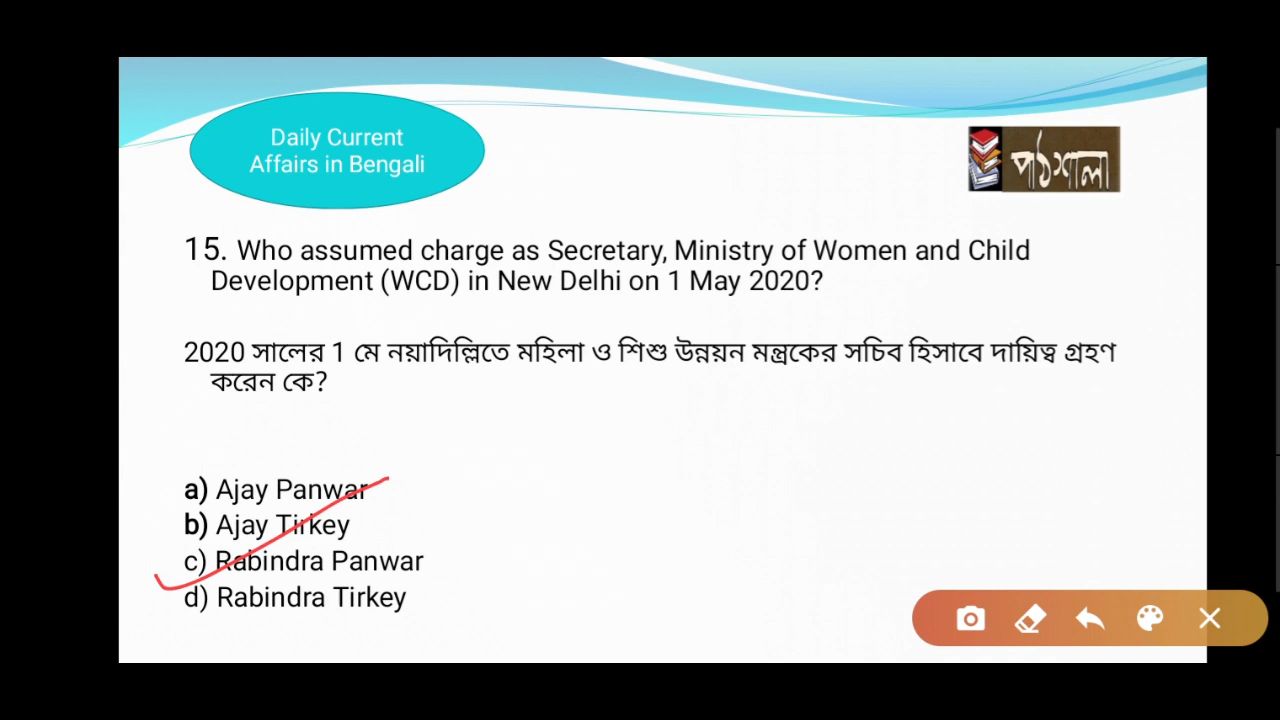 Daily Current
Affairs in Bengali
পাঠশালা
15. Who assumed charge as Secretary, Ministry of Women and Child
Development (WCD) in New Delhi on 1 May 2020?
2020 সালের 1 মে নয়াদিল্লিতে মহিলা ও শিশু উন্নয়ন মন্ত্রকের সচিব হিসাবে দায়িত্ব গ্রহণ
করেন কে?
a) Ajay Panwar
b) Ajay Tirkey
c) Rabindra Panwar
d) Rabindra Tirkey